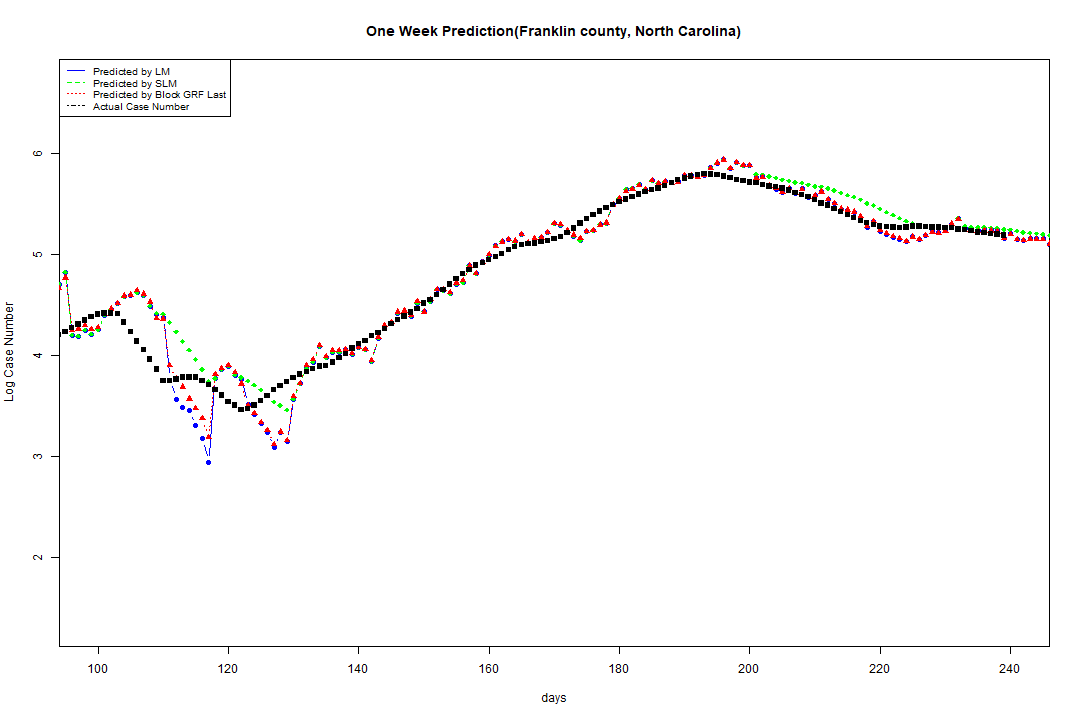 One Week Prediction(Franklin county, North Carolina)
Predicted by LM
Predicted by SLM
Predicted by Block GRF Last
Actual Case Number
6
5
4
3
2
Log Case Number
100 120 140 160 180 200 220 240
days